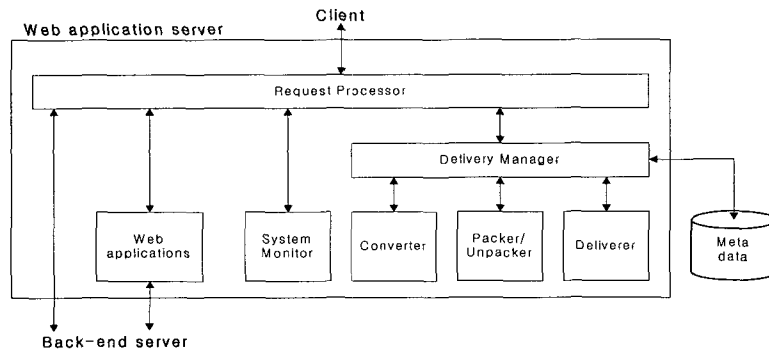 Client
Web application server
Request Processor
Delivery Manager
Web
applications
System
Monitor
Converter
Packer/
Unpacker
Deliverer
Meta
data
Back-end server